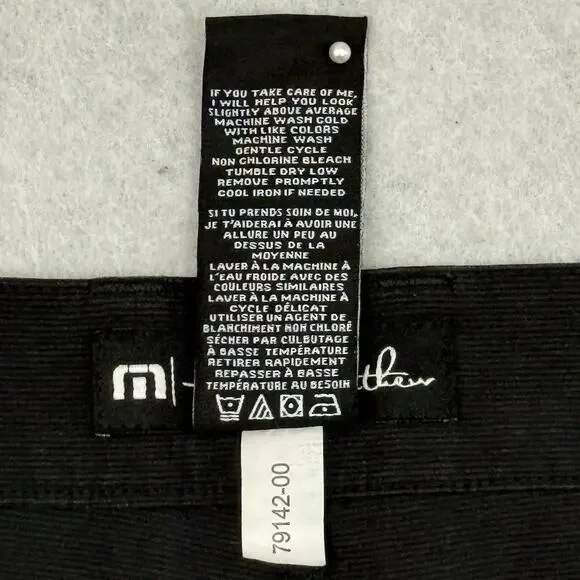 IF YOU TAKE CARE OF ME,
I WILL HELP YOU LOOK
SLIGHTLY ABOVE AVERAGE
MACHINE WASH COLD
WITH LIKE COLORS
MACHINE WASH
GENTLE CYCLE
NON CHLORINE BLEACH
TUMBLE DRY LOW
REMOVE PROMPTLY
COOL IRON IF NEEDED
SI TU PRENDS SOIN DE MOI,
JE T'AIDERAI À AVOIR UNE
ALLURE UN PEU AU
DESSUS DE LA
MOYENNE
LAVER À LA MACHINE À
L'EAU FROIDE AVEC DES
COULEURS SIMILAIRES
LAVER À LA MACHINE À
CYCLE DÉLICAT
UTILISER UN AGENT DE
BLANCHIMENT NON CHLORÉ
SÉCHER PAR CULBUTAGE
À BASSE TEMPÉRATURE
RETIRER RAPIDEMENT
REPASSER À BASSE
TEMPÉRATURE AU BESOIN
m
thew
79142-00